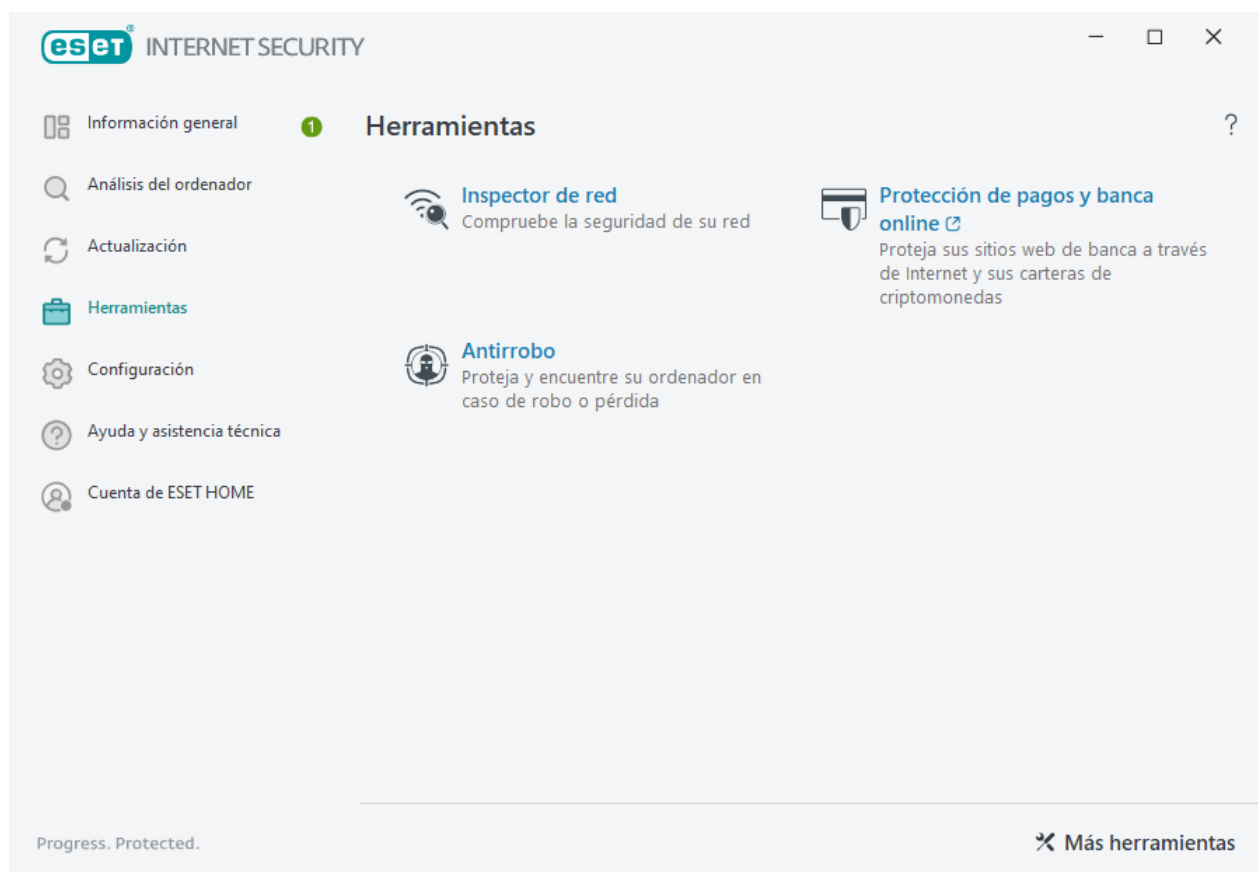 eset® INTERNET SECURITY
Información general
1
Análisis del ordenador
Actualización
Herramientas
Configuración
Ayuda y asistencia técnica
Cuenta de ESET HOME
Herramientas
?
Inspector de red
Compruebe la seguridad de su red
Protección de pagos y banca
online
Proteja sus sitios web de banca a través
de Internet y sus carteras de
criptomonedas
Antirrobo
Proteja y encuentre su ordenador en
caso de robo o pérdida
Progress. Protected.
Más herramientas